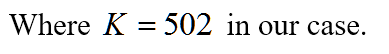 Where K = 502 in our case.